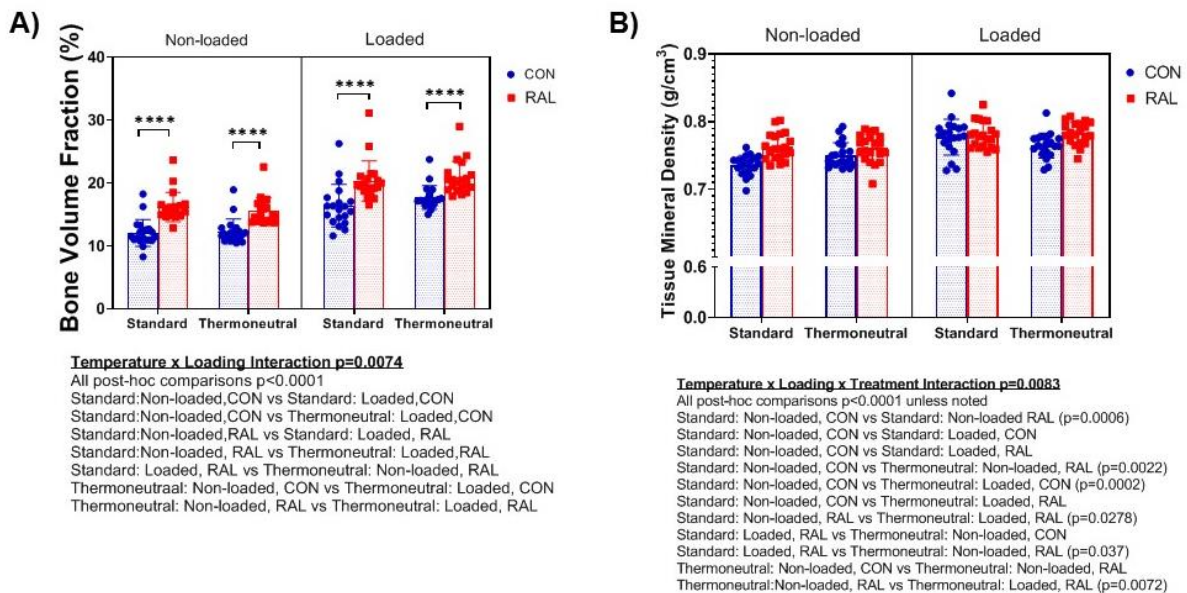 A)
Non-loaded
Loaded
Bone Volume Fraction (%)
40
30
20
10
0
****
****
****
****
CON
RAL
Standard
Thermoneutral
Standard
Thermoneutral
Temperature x Loading Interaction p=0.0074
All post-hoc comparisons p<0.0001
Standard:Non-loaded,CON vs Standard: Loaded,CON
Standard:Non-loaded,CON vs Thermoneutral: Loaded,CON
Standard:Non-loaded,RAL vs Standard: Loaded, RAL
Standard:Non-loaded, RAL vs Thermoneutral: Loaded,RAL
Standard: Loaded, RAL vs Thermoneutral: Non-loaded, RAL
Thermoneutraal: Non-loaded, CON vs Thermoneutral: Loaded, CON
Thermoneutral: Non-loaded, RAL vs Thermoneutral: Loaded, RAL
B)
Non-loaded
Loaded
Tissue Mineral Density (g/cm³)
0.9
0.8
0.7
0.6
0.0
CON
RAL
Standard
Thermoneutral
Standard
Thermoneutral
Temperature x Loading x Treatment Interaction p=0.0083
All post-hoc comparisons p<0.0001 unless noted
Standard: Non-loaded, CON vs Standard: Non-loaded RAL (p=0.0006)
Standard: Non-loaded, CON vs Standard: Loaded, CON
Standard: Non-loaded, CON vs Standard: Loaded, RAL
Standard: Non-loaded, CON vs Thermoneutral: Non-loaded, RAL (p=0.0022)
Standard: Non-loaded, CON vs Thermoneutral: Loaded, CON (p=0.0002)
Standard: Non-loaded, CON vs Thermoneutral: Loaded, RAL
Standard: Non-loaded, RAL vs Thermoneutral: Loaded, RAL (p=0.0278)
Standard: Loaded, RAL vs Thermoneutral: Non-loaded, CON
Standard: Loaded, RAL vs Thermoneutral: Non-loaded, RAL (p=0.037)
Thermoneutral: Non-loaded, CON vs Thermoneutral: Non-loaded, RAL
Thermoneutral:Non-loaded, RAL vs Thermoneutral: Loaded, RAL (p=0.0072)